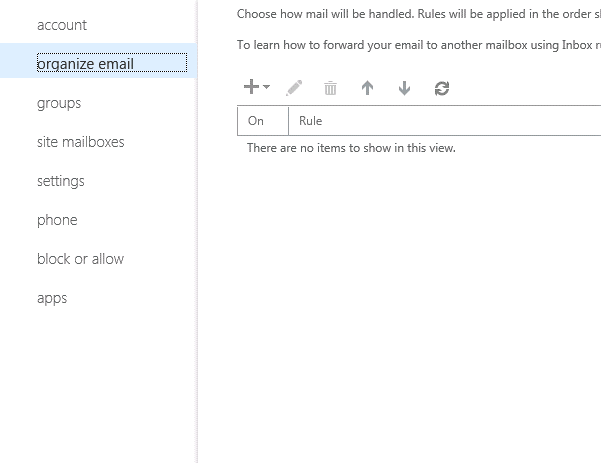 account
organize email
groups
site mailboxes
settings
phone
block or allow
apps
Choose how mail will be handled. Rules will be applied in the order
To learn how to forward your email to another mailbox using Inbox
On Rule
There are no items to show in this view.